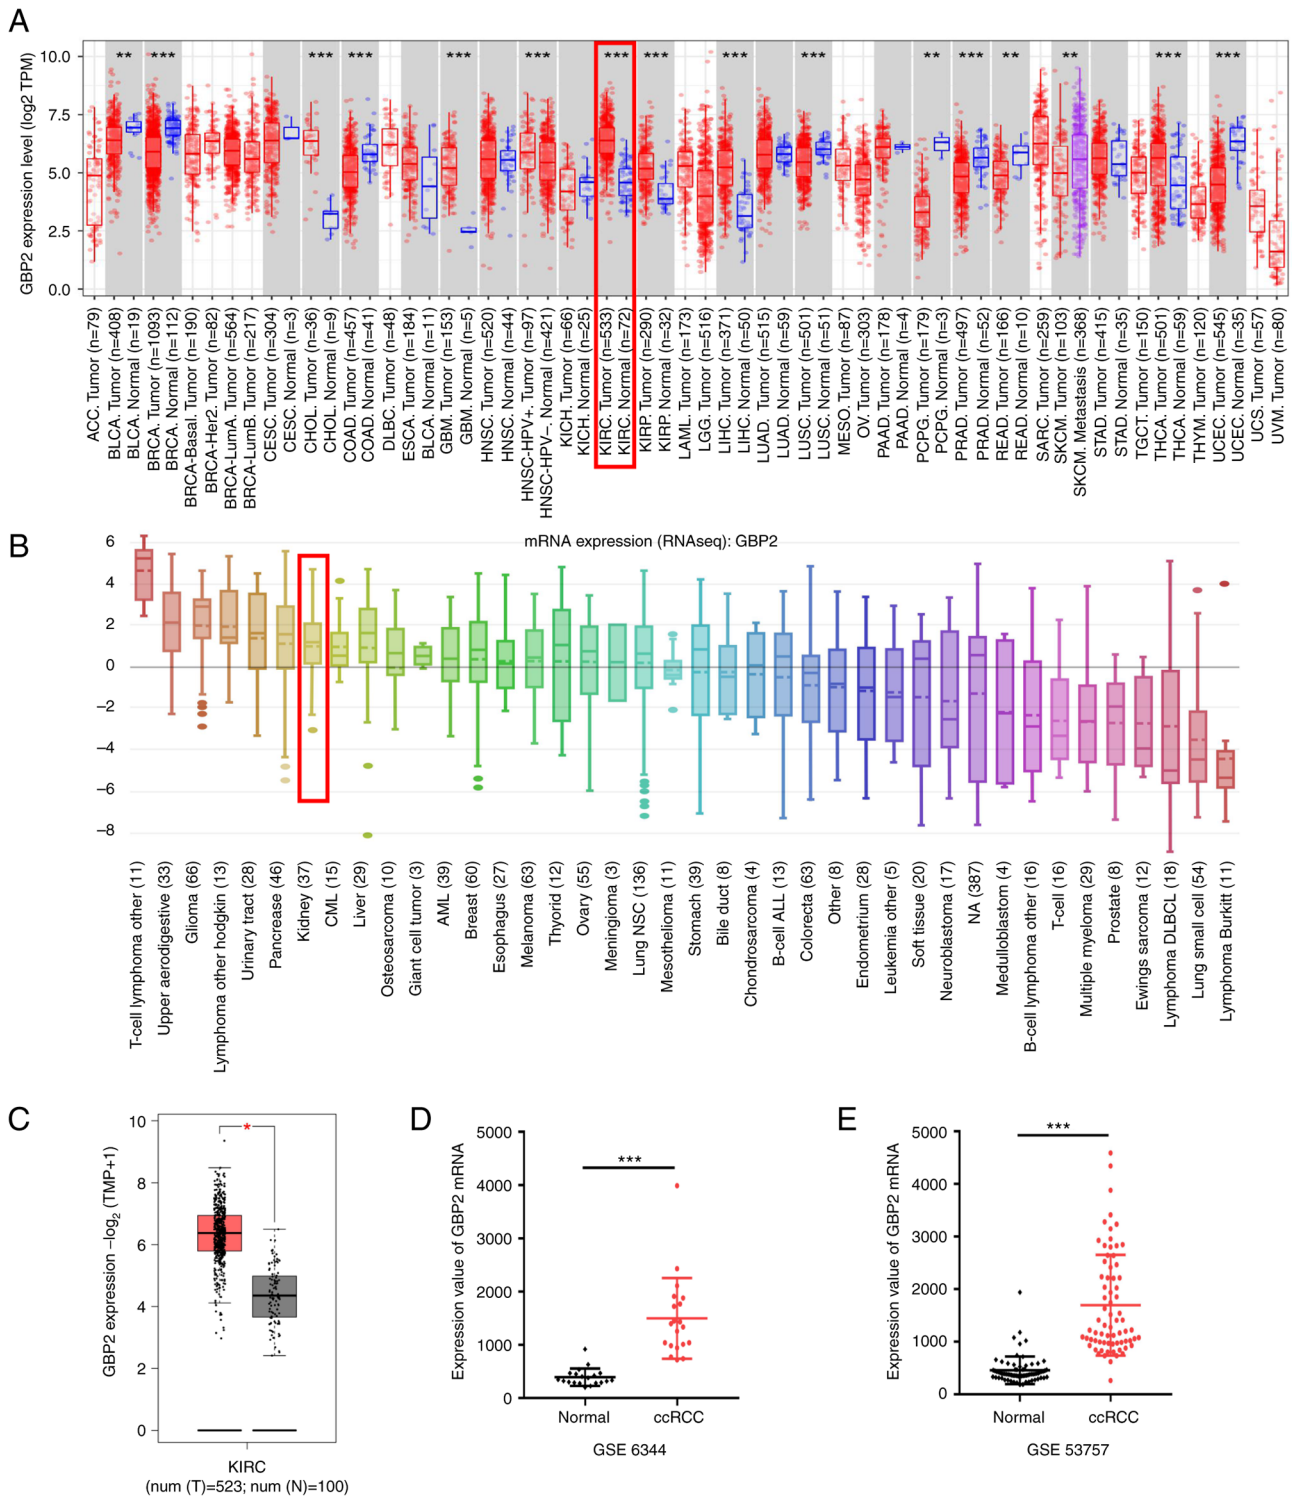 A
GBP2 expression level (log2 TPM)
10.0
7.5
5.0
2.5
0.0
** *** *** *** *** *** *** *** *** *** ** *** ** ** *** ***
ACC. Tumor (n=79)
BLCA. Tumor (n=408)
BLCA. Normal (n=19)
BRCA. Tumor (n=1093)
BRCA. Normal (n=112)
BRCA-Basal. Tumor (n=190)
BRCA-Her2. Tumor (n=82)
BRCA-LumA. Tumor (n=564)
BRCA-LumB. Tumor (n=217)
CESC. Tumor (n=304)
CESC. Normal (n=3)
CHOL. Tumor (n=36)
CHOL. Normal (n=9)
COAD. Tumor (n=457)
COAD. Normal (n=41)
DLBC. Tumor (n=48)
ESCA. Tumor (n=184)
BLCA. Normal (n=11)
GBM. Tumor (n=153)
GBM. Normal (n=5)
HNSC. Tumor (n=520)
HNSC. Normal (n=44)
HNSC-HPV+. Tumor (n=97)
HNSC-HPV−. Normal (n=421)
KICH. Tumor (n=66)
KICH. Normal (n=25)
KIRC. Tumor (n=533)
KIRC. Normal (n=72)
KIRP. Tumor (n=290)
KIRP. Normal (n=32)
LAML. Tumor (n=173)
LGG. Tumor (n=516)
LIHC. Tumor (n=371)
LIHC. Normal (n=50)
LUAD. Tumor (n=515)
LUAD. Normal (n=59)
LUSC. Tumor (n=501)
LUSC. Normal (n=51)
MESO. Tumor (n=87)
OV. Tumor (n=303)
PAAD. Tumor (n=178)
PAAD. Normal (n=4)
PCPG. Tumor (n=179)
PCPG. Normal (n=3)
PRAD. Tumor (n=497)
PRAD. Normal (n=52)
READ. Tumor (n=166)
READ. Normal (n=10)
SARC. Tumor (n=259)
SKCM. Tumor (n=103)
SKCM. Metastasis (n=368)
STAD. Tumor (n=415)
STAD. Normal (n=35)
TGCT. Tumor (n=150)
THCA. Tumor (n=501)
THCA. Normal (n=59)
THYM. Tumor (n=120)
UCEC. Tumor (n=545)
UCEC. Normal (n=35)
UCS. Tumor (n=57)
UVM. Tumor (n=80)
B
mRNA expression (RNAseq): GBP2
6
4
2
0
−2
−4
−6
−8
T-cell lymphoma other (11)
Upper aerodigestive (33)
Glioma (66)
Lymphoma other hodgkin (13)
Urinary tract (28)
Pancrease (46)
Kidney (37)
CML (15)
Liver (29)
Osteosarcoma (10)
Giant cell tumor (3)
AML (39)
Breast (60)
Esophagus (27)
Melanoma (63)
Thyorid (12)
Ovary (55)
Meningioma (3)
Lung NSC (136)
Mesothelioma (11)
Stomach (39)
Bile duct (8)
Chondrosarcoma (4)
B-cell ALL (13)
Colorecta (63)
Other (8)
Endometrium (28)
Leukemia other (5)
Soft tissue (20)
Neuroblastoma (17)
NA (387)
Medulloblastom (4)
B-cell lymphoma other (16)
T-cell (16)
Multiple myeloma (29)
Prostate (8)
Ewings sarcoma (12)
Lymphoma DLBCL (18)
Lung small cell (54)
Lymphoma Burkitt (11)
C
GBP2 expression −log2 (TMP+1)
10
8
6
4
2
0
*
KIRC
(num (T)=523; num (N)=100)
D
Expression value of GBP2 mRNA
5000
4000
3000
2000
1000
0
***
Normal ccRCC
GSE 6344
E
Expression value of GBP2 mRNA
5000
4000
3000
2000
1000
0
***
Normal ccRCC
GSE 53757